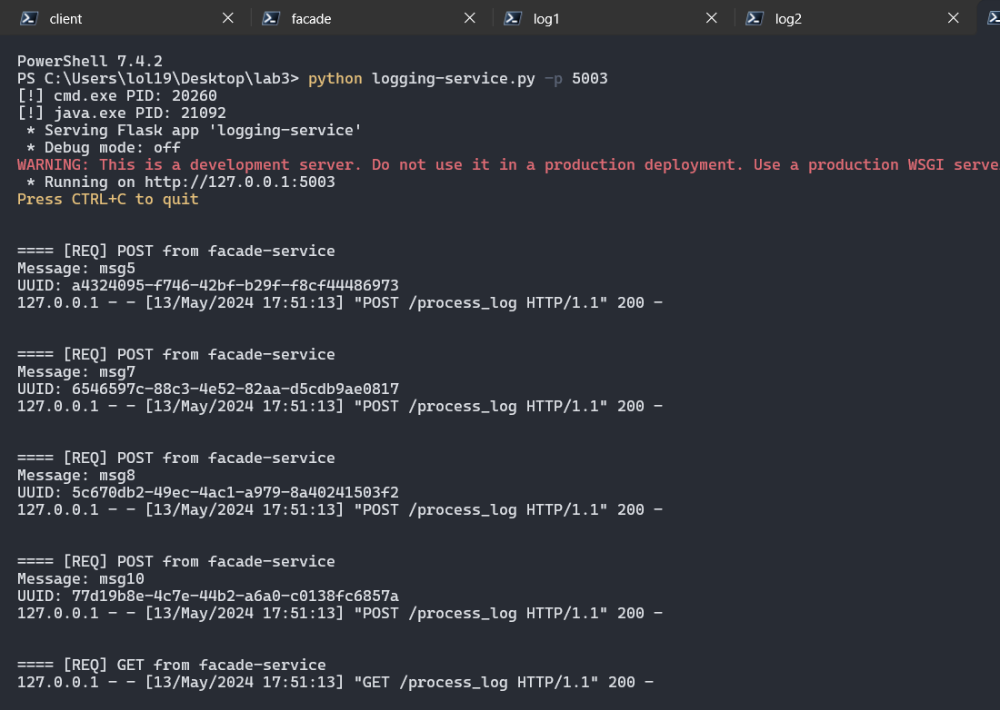 client
facade
log1
log2
PowerShell 7.4.2
PS C:\Users\lol19\Desktop\lab3> python logging-service.py -p 5003
[!] cmd.exe PID: 20260
[!] java.exe PID: 21092
 * Serving Flask app 'logging-service'
 * Debug mode: off
WARNING: This is a development server. Do not use it in a production deployment. Use a production WSGI serve
 * Running on http://127.0.0.1:5003
Press CTRL+C to quit
==== [REQ] POST from facade-service
Message: msg5
UUID: a4324095-f746-42bf-b29f-f8cf44486973
127.0.0.1 - - [13/May/2024 17:51:13] "POST /process_log HTTP/1.1" 200 -
==== [REQ] POST from facade-service
Message: msg7
UUID: 6546597c-88c3-4e52-82aa-d5cdb9ae0817
127.0.0.1 - - [13/May/2024 17:51:13] "POST /process_log HTTP/1.1" 200 -
==== [REQ] POST from facade-service
Message: msg8
UUID: 5c670db2-49ec-4ac1-a979-8a40241503f2
127.0.0.1 - - [13/May/2024 17:51:13] "POST /process_log HTTP/1.1" 200 -
==== [REQ] POST from facade-service
Message: msg10
UUID: 77d19b8e-4c7e-44b2-a6a0-c0138fc6857a
127.0.0.1 - - [13/May/2024 17:51:13] "POST /process_log HTTP/1.1" 200 -
==== [REQ] GET from facade-service
127.0.0.1 - - [13/May/2024 17:51:13] "GET /process_log HTTP/1.1" 200 -